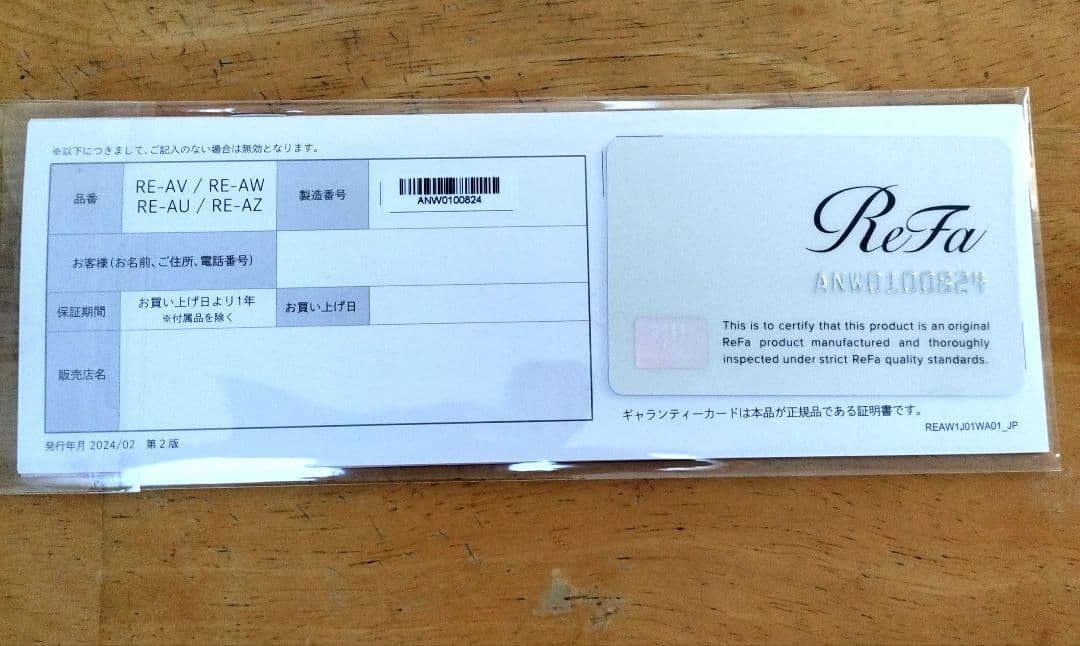 ※以下につきまして、ご記入のない場合は無効となります。
品番
RE-AV / RE-AW
RE-AU / RE-AZ
製造番号
ANW0100824
お客様(お名前、ご住所、電話番号)
保証期間
お買い上げ日より1年
※付属品を除く
お買い上げ日
販売店名
発行年月 2024/02 第2版
ReFa
ANW0100824
This is to certify that this product is an original
ReFa product manufactured and thoroughly
inspected under strict ReFa quality standards.
ギャランティーカードは本品が正規品である証明書です。
REAW1J01WA01_JP